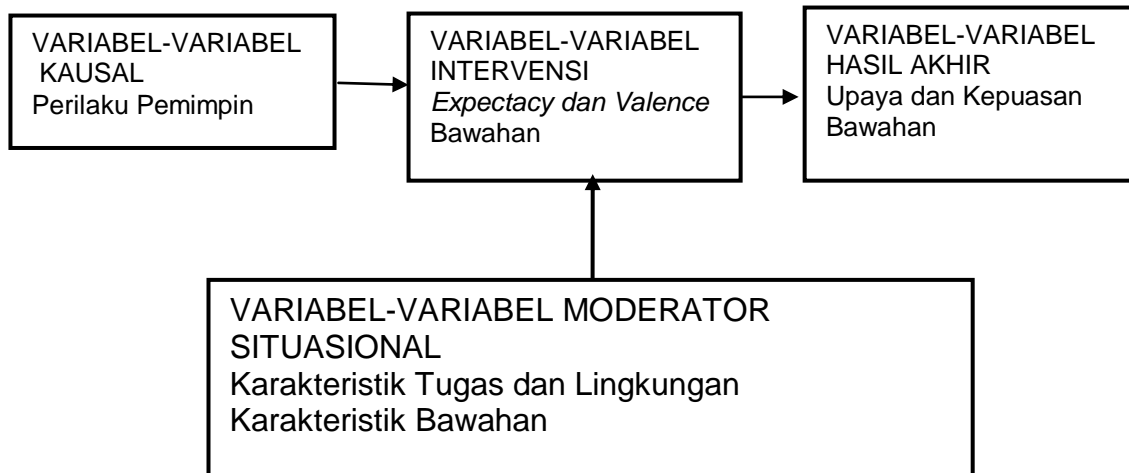 VARIABEL-VARIABEL
KAUSAL
Perilaku Pemimpin
VARIABEL-VARIABEL
INTERVENSI
Expectacy dan Valence
Bawahan
VARIABEL-VARIABEL
HASIL AKHIR
Upaya dan Kepuasan
Bawahan
VARIABEL-VARIABEL MODERATOR
SITUASIONAL
Karakteristik Tugas dan Lingkungan
Karakteristik Bawahan